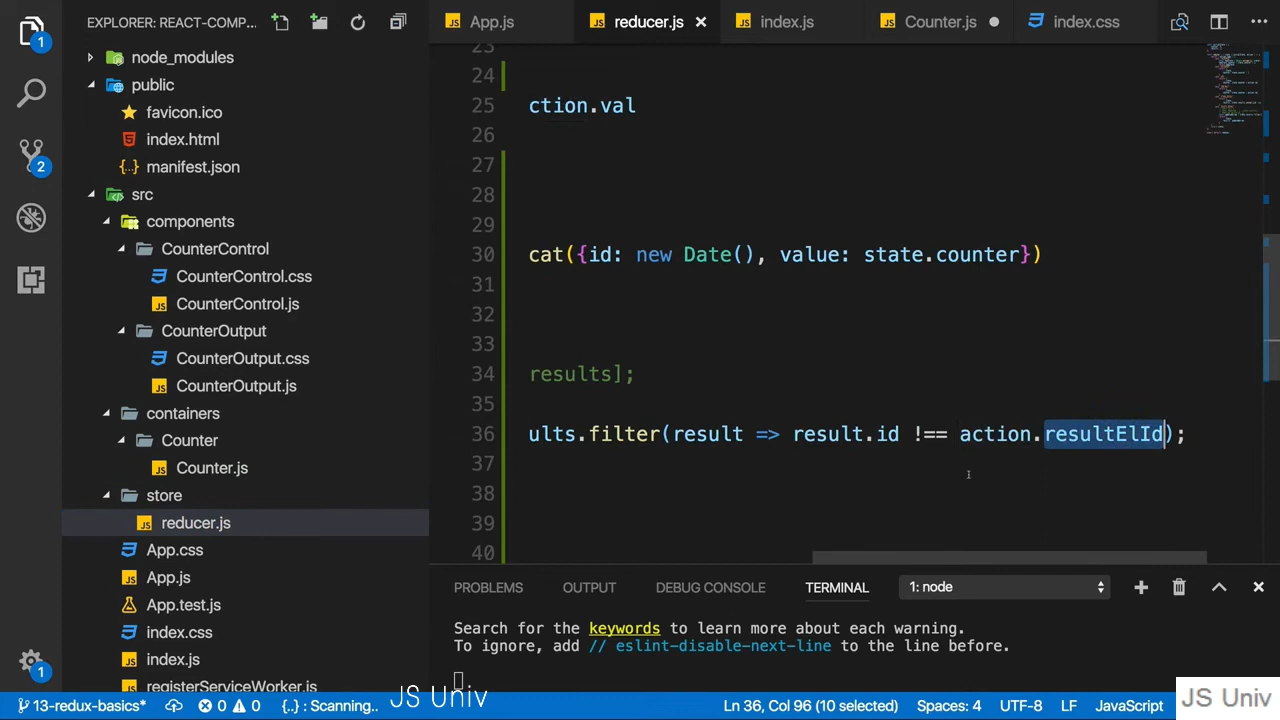 EXPLORER: REACT-COMP...
node_modules
public
favicon.ico
index.html
manifest.json
src
components
CounterControl
CounterControl.css
CounterControl.js
CounterOutput
CounterOutput.css
CounterOutput.js
containers
Counter
Counter.js
store
reducer.js
App.css
App.js
App.test.js
index.css
index.js
registerServiceWorker.js
1
2
1
App.js
reducer.js
index.js
Counter.js
index.css
23
24
25 ction.val
26
27
28
29
30 cat({id: new Date(), value: state.counter})
31
32
33
34 results];
35
36 ults.filter(result => result.id !== action.resultElId);
37
38
39
40
PROBLEMS OUTPUT DEBUG CONSOLE TERMINAL 1: node
Search for the keywords to learn more about each warning.
To ignore, add // eslint-disable-next-line to the line before.
13-redux-basics* 0 0 {..} : Scanning.. JS Univ Ln 36, Col 96 (10 selected) Spaces: 4 UTF-8 LF JavaScript JS Univ